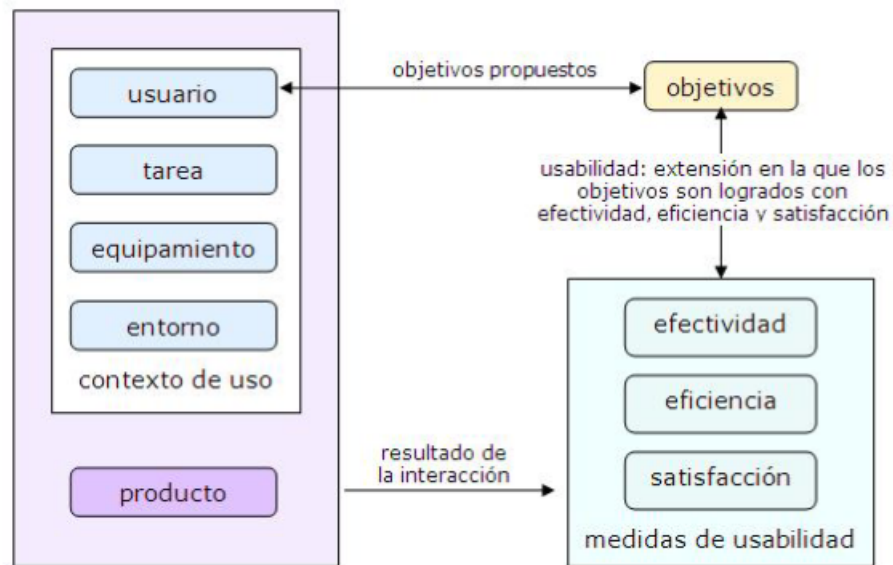 usuario
tarea
equipamiento
entorno
contexto de uso
producto
objetivos propuestos
objetivos
usabilidad: extensión en la que los
objetivos son logrados con
efectividad, eficiencia y satisfacción
resultado de
la interacción
efectividad
eficiencia
satisfacción
medidas de usabilidad